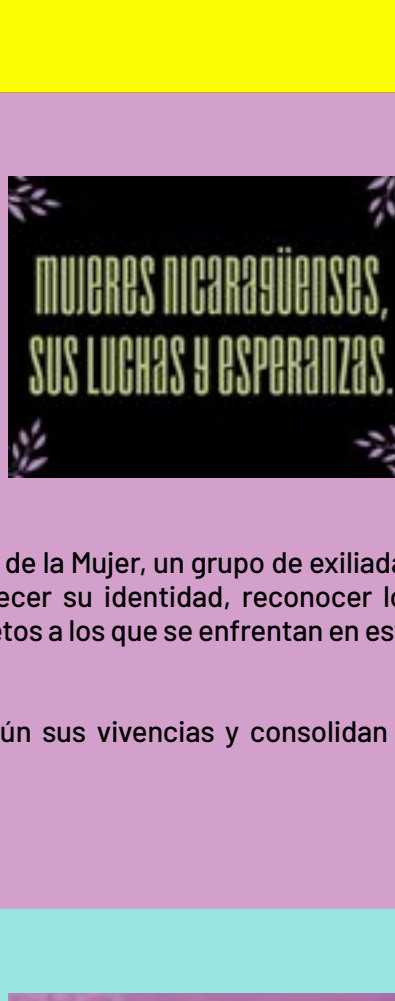 MUJERES NICARAGÜENSES,
SUS LUCHAS Y ESPERANZAS.
de la Mujer, un grupo de exiliada
ecer su identidad, reconocer lo
etos a los que se enfrentan en es
ún sus vivencias y consolidan